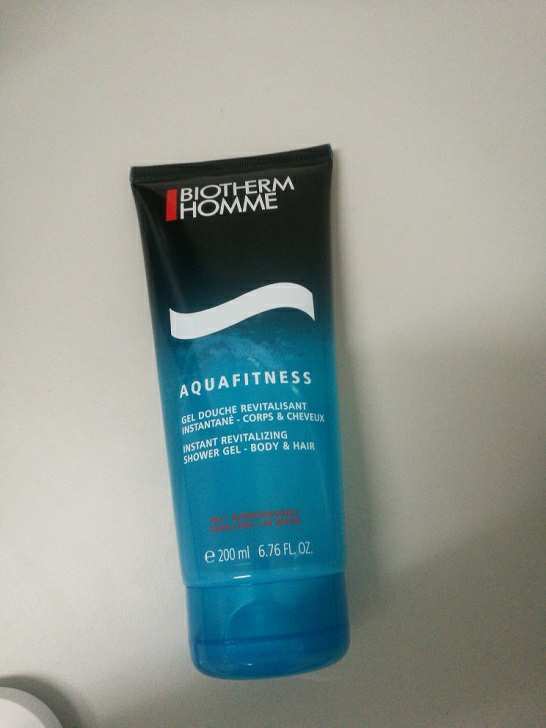 BIOTHERM
HOMME
AQUAFITNESS
GEL DOUCHE REVITALISANT
INSTANTANÉ - CORPS & CHEVEUX
INSTANT REVITALIZING
SHOWER GEL - BODY & HAIR
e 200 ml 6.76 FL. OZ.